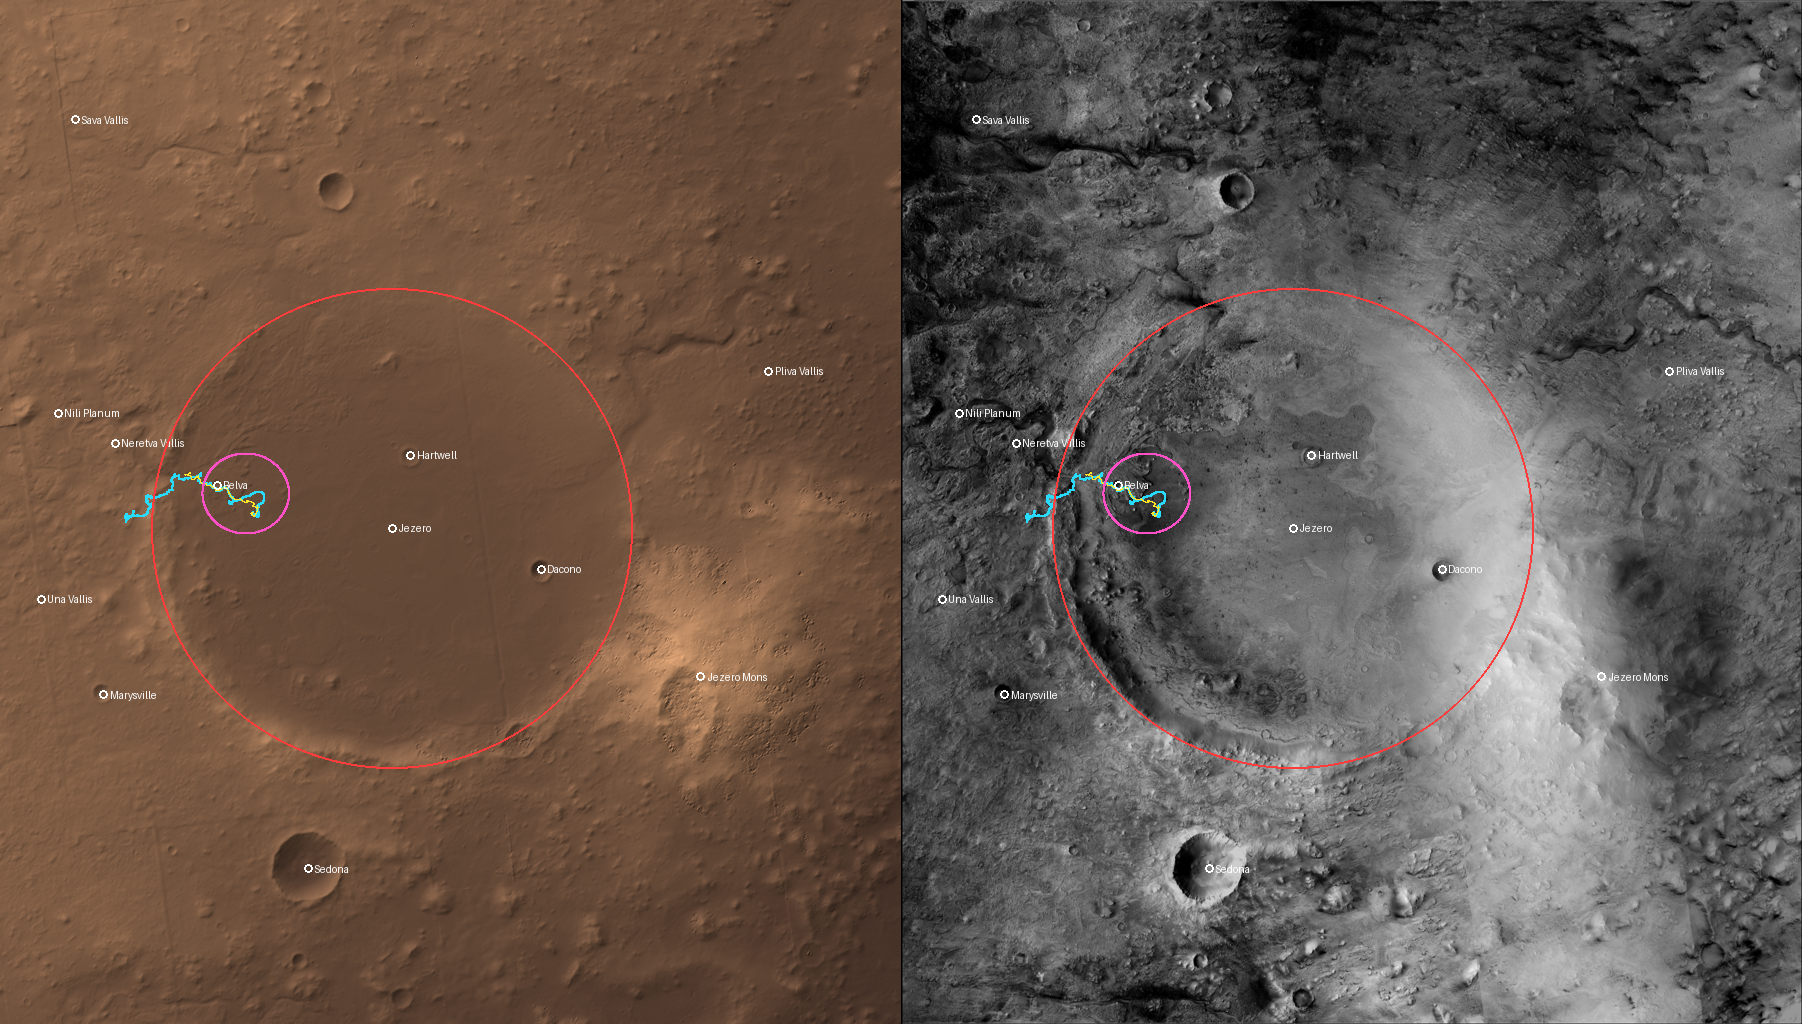 Sava Vallis
Pliva Vallis
Nili Planum
Neretva Vallis
Hartwell
Belva
Jezero
Dacono
Una Vallis
Jezero Mons
Marysville
Sedona
Sava Vallis
Pliva Vallis
Nili Planum
Neretva Vallis
Hartwell
Belva
Jezero
Dacono
Una Vallis
Jezero Mons
Marysville
Sedona